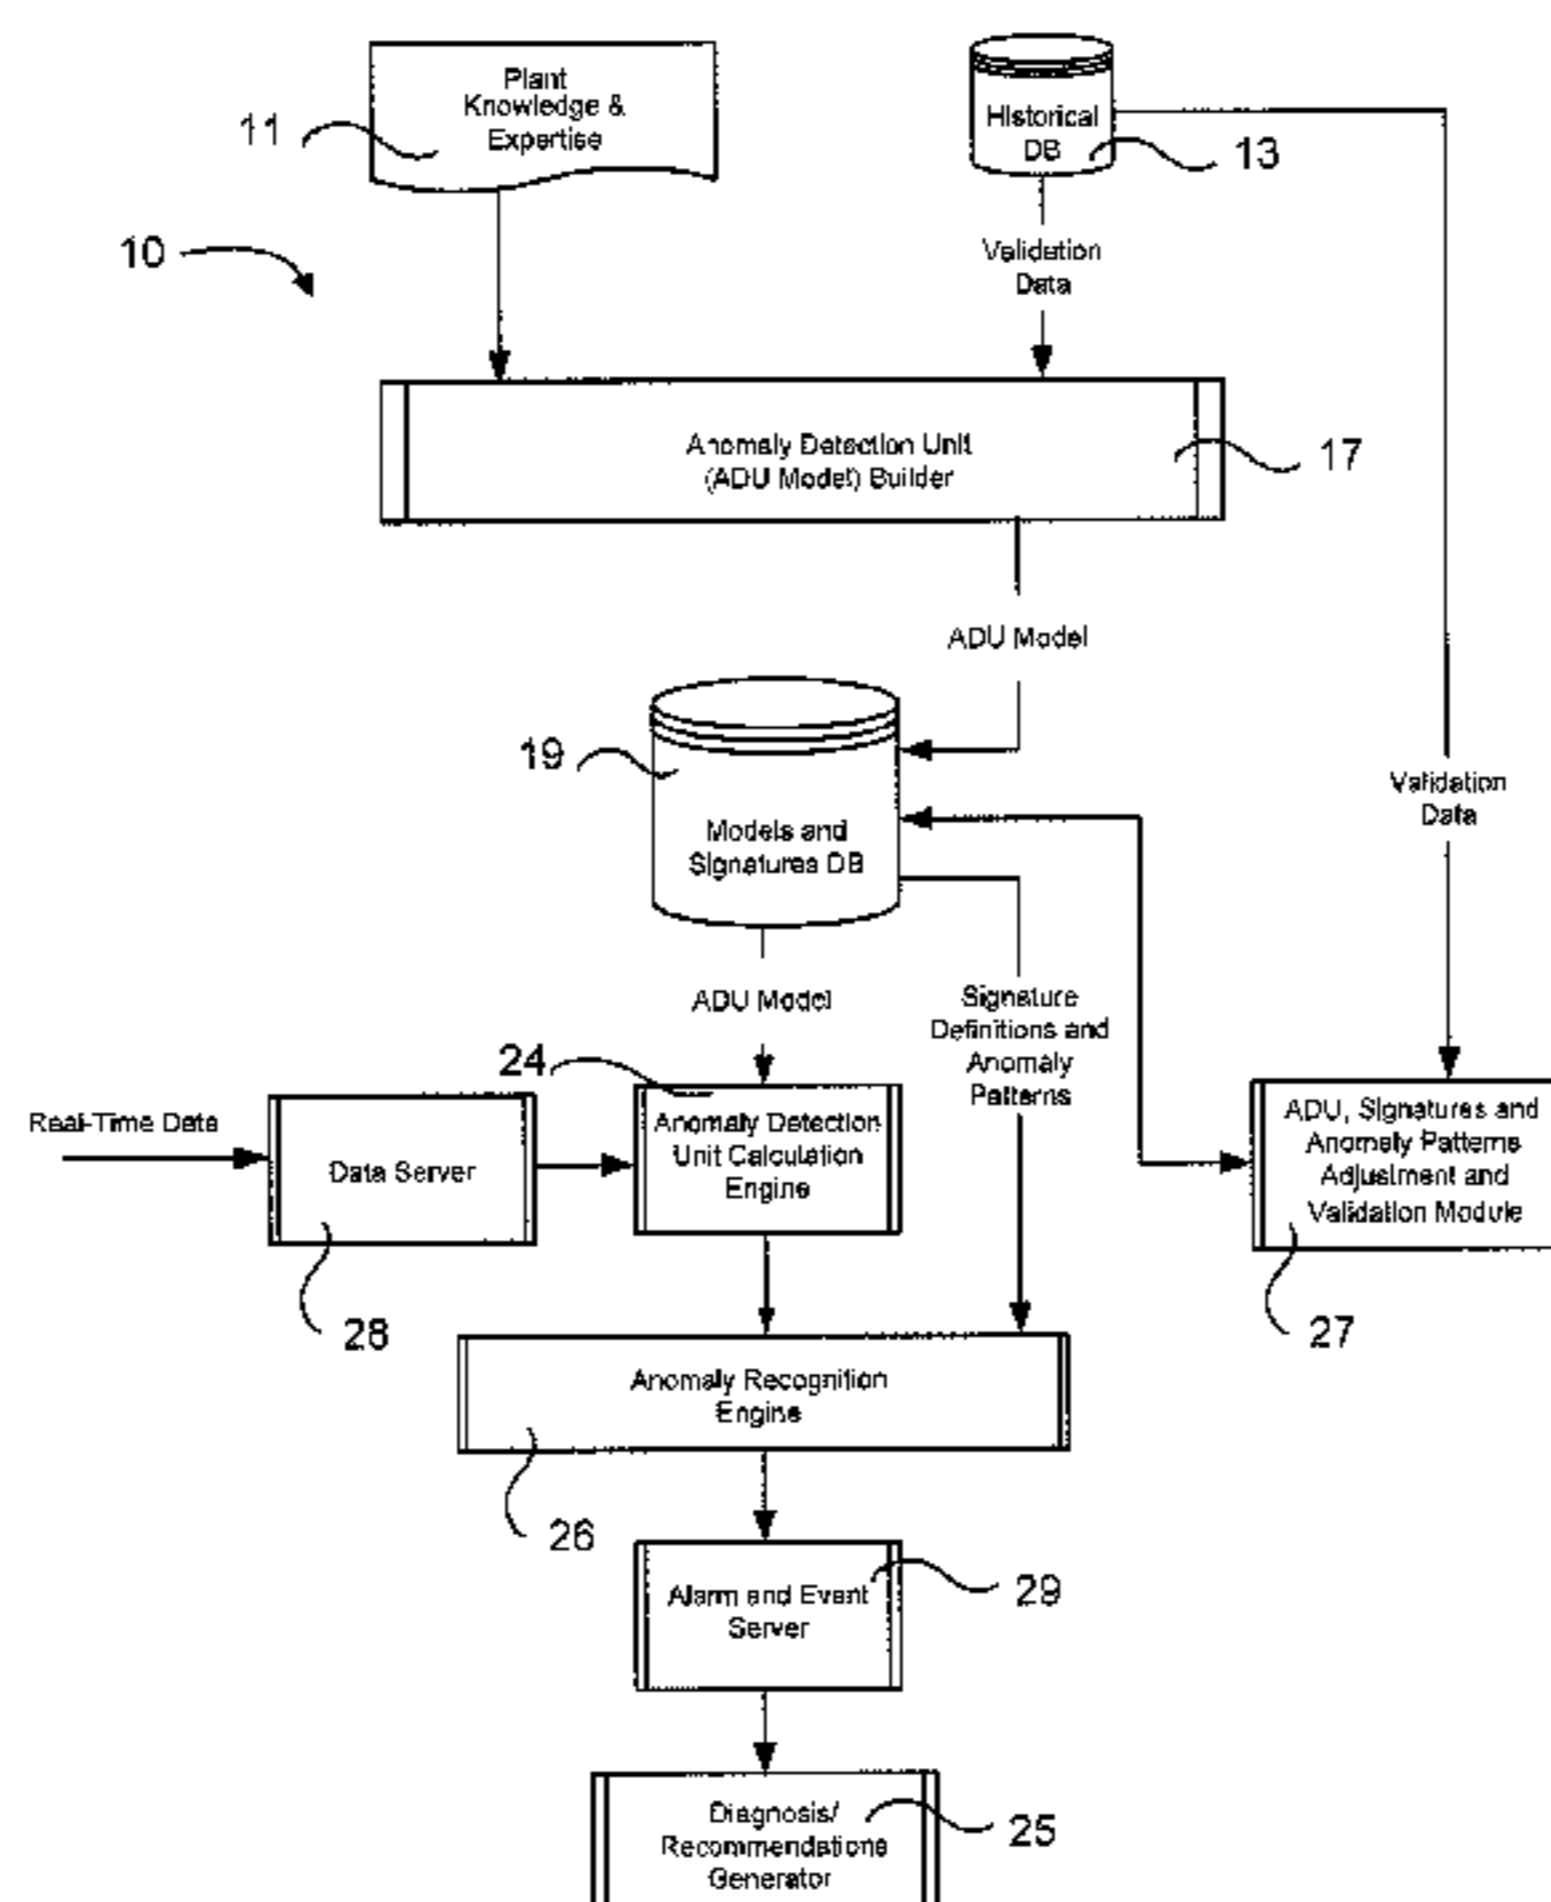 Plant
Knowledge &
Expertise
11
Historical
DB
13
10
Validation
Data
Anomaly Detection Unit
(ADU Model) Builder
17
ADU Model
19
Models and
Signatures DB
Validation
Data
ADU Model
Signature
Definitions and
Anomaly
Patterns
24
Real-Time Data
Data Server
Anomaly Detection
Unit Calculation
Engine
ADU, Signatures and
Anomaly Patterns
Adjustment and
Validation Module
28
27
Anomaly Recognition
Engine
26
Alarm and Event
Server
29
Diagnosis/
Recommendations
Generator
25